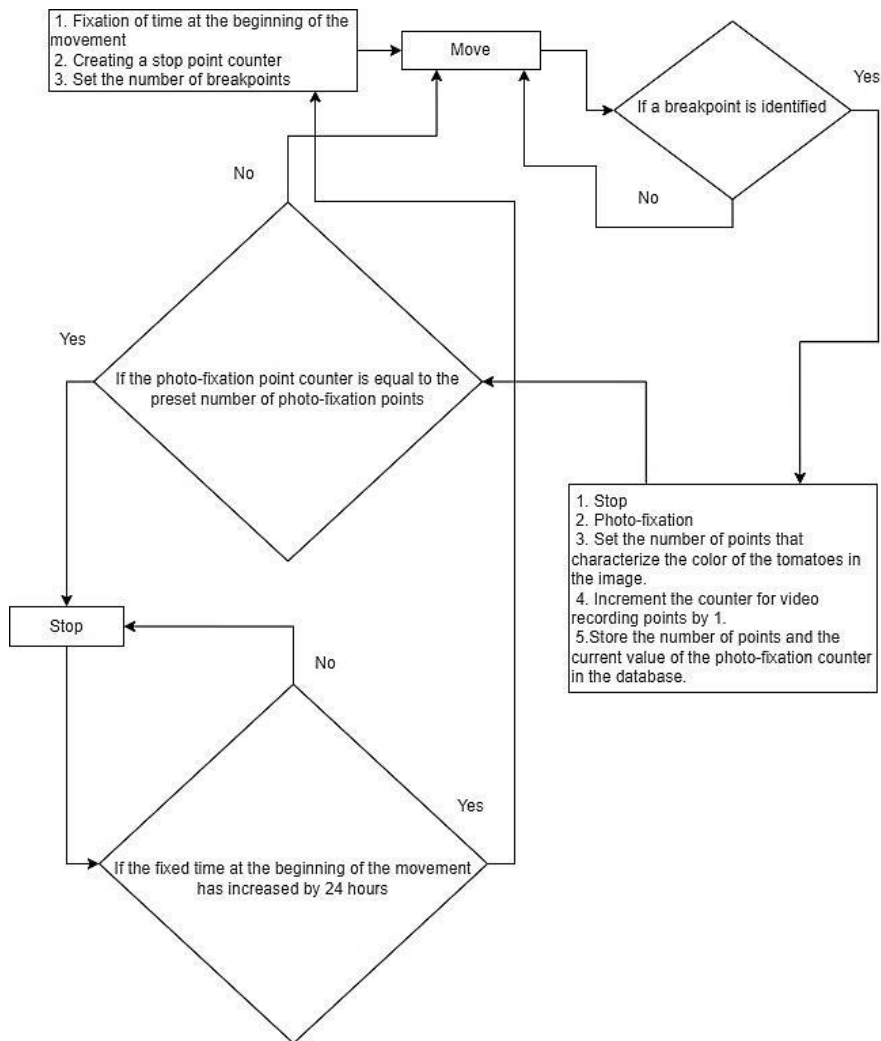 1. Fixation of time at the beginning of the
movement
2. Creating a stop point counter
3. Set the number of breakpoints
Move
If a breakpoint is identified
Yes
No
No
Yes
If the photo-fixation point counter is equal to the
preset number of photo-fixation points
1. Stop
2. Photo-fixation
3. Set the number of points that
characterize the color of the tomatoes in
the image.
4. Increment the counter for video
recording points by 1.
5.Store the number of points and the
current value of the photo-fixation counter
in the database.
Stop
No
Yes
If the fixed time at the beginning of the movement
has increased by 24 hours